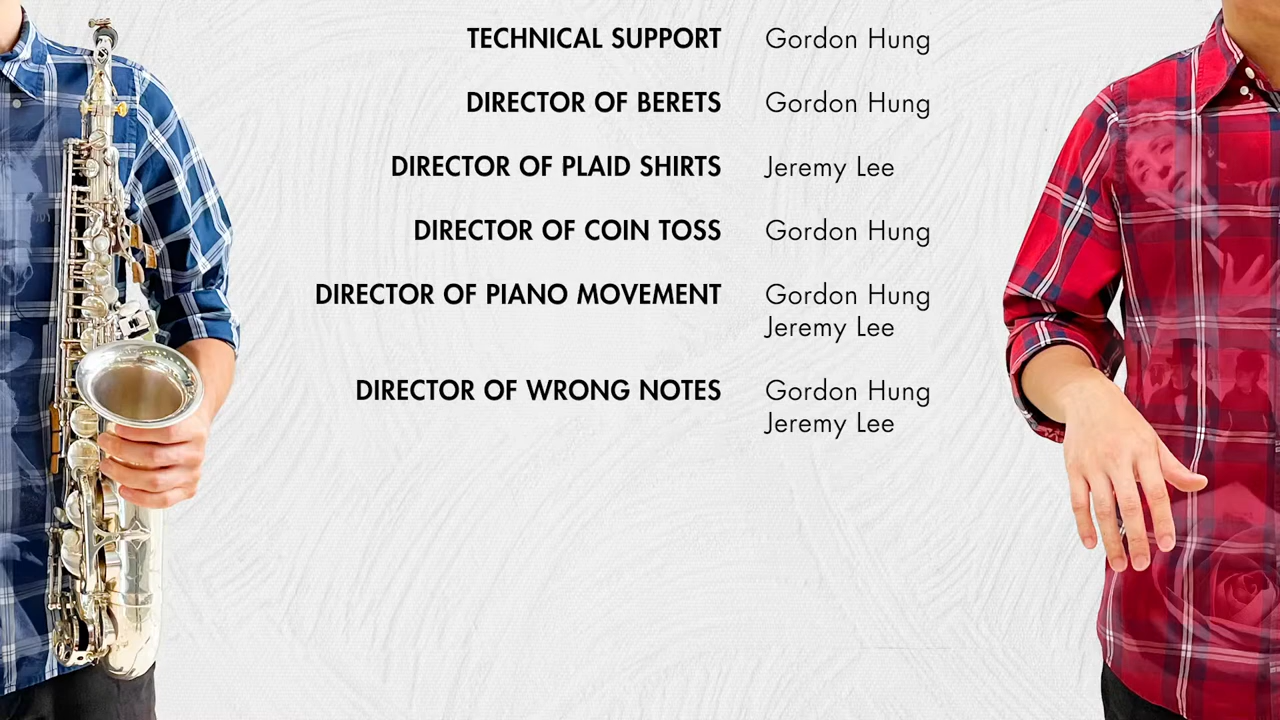 TECHNICAL SUPPORT Gordon Hung
DIRECTOR OF BERETS Gordon Hung
DIRECTOR OF PLAID SHIRTS Jeremy Lee
DIRECTOR OF COIN TOSS Gordon Hung
DIRECTOR OF PIANO MOVEMENT Gordon Hung
Jeremy Lee
DIRECTOR OF WRONG NOTES Gordon Hung
Jeremy Lee